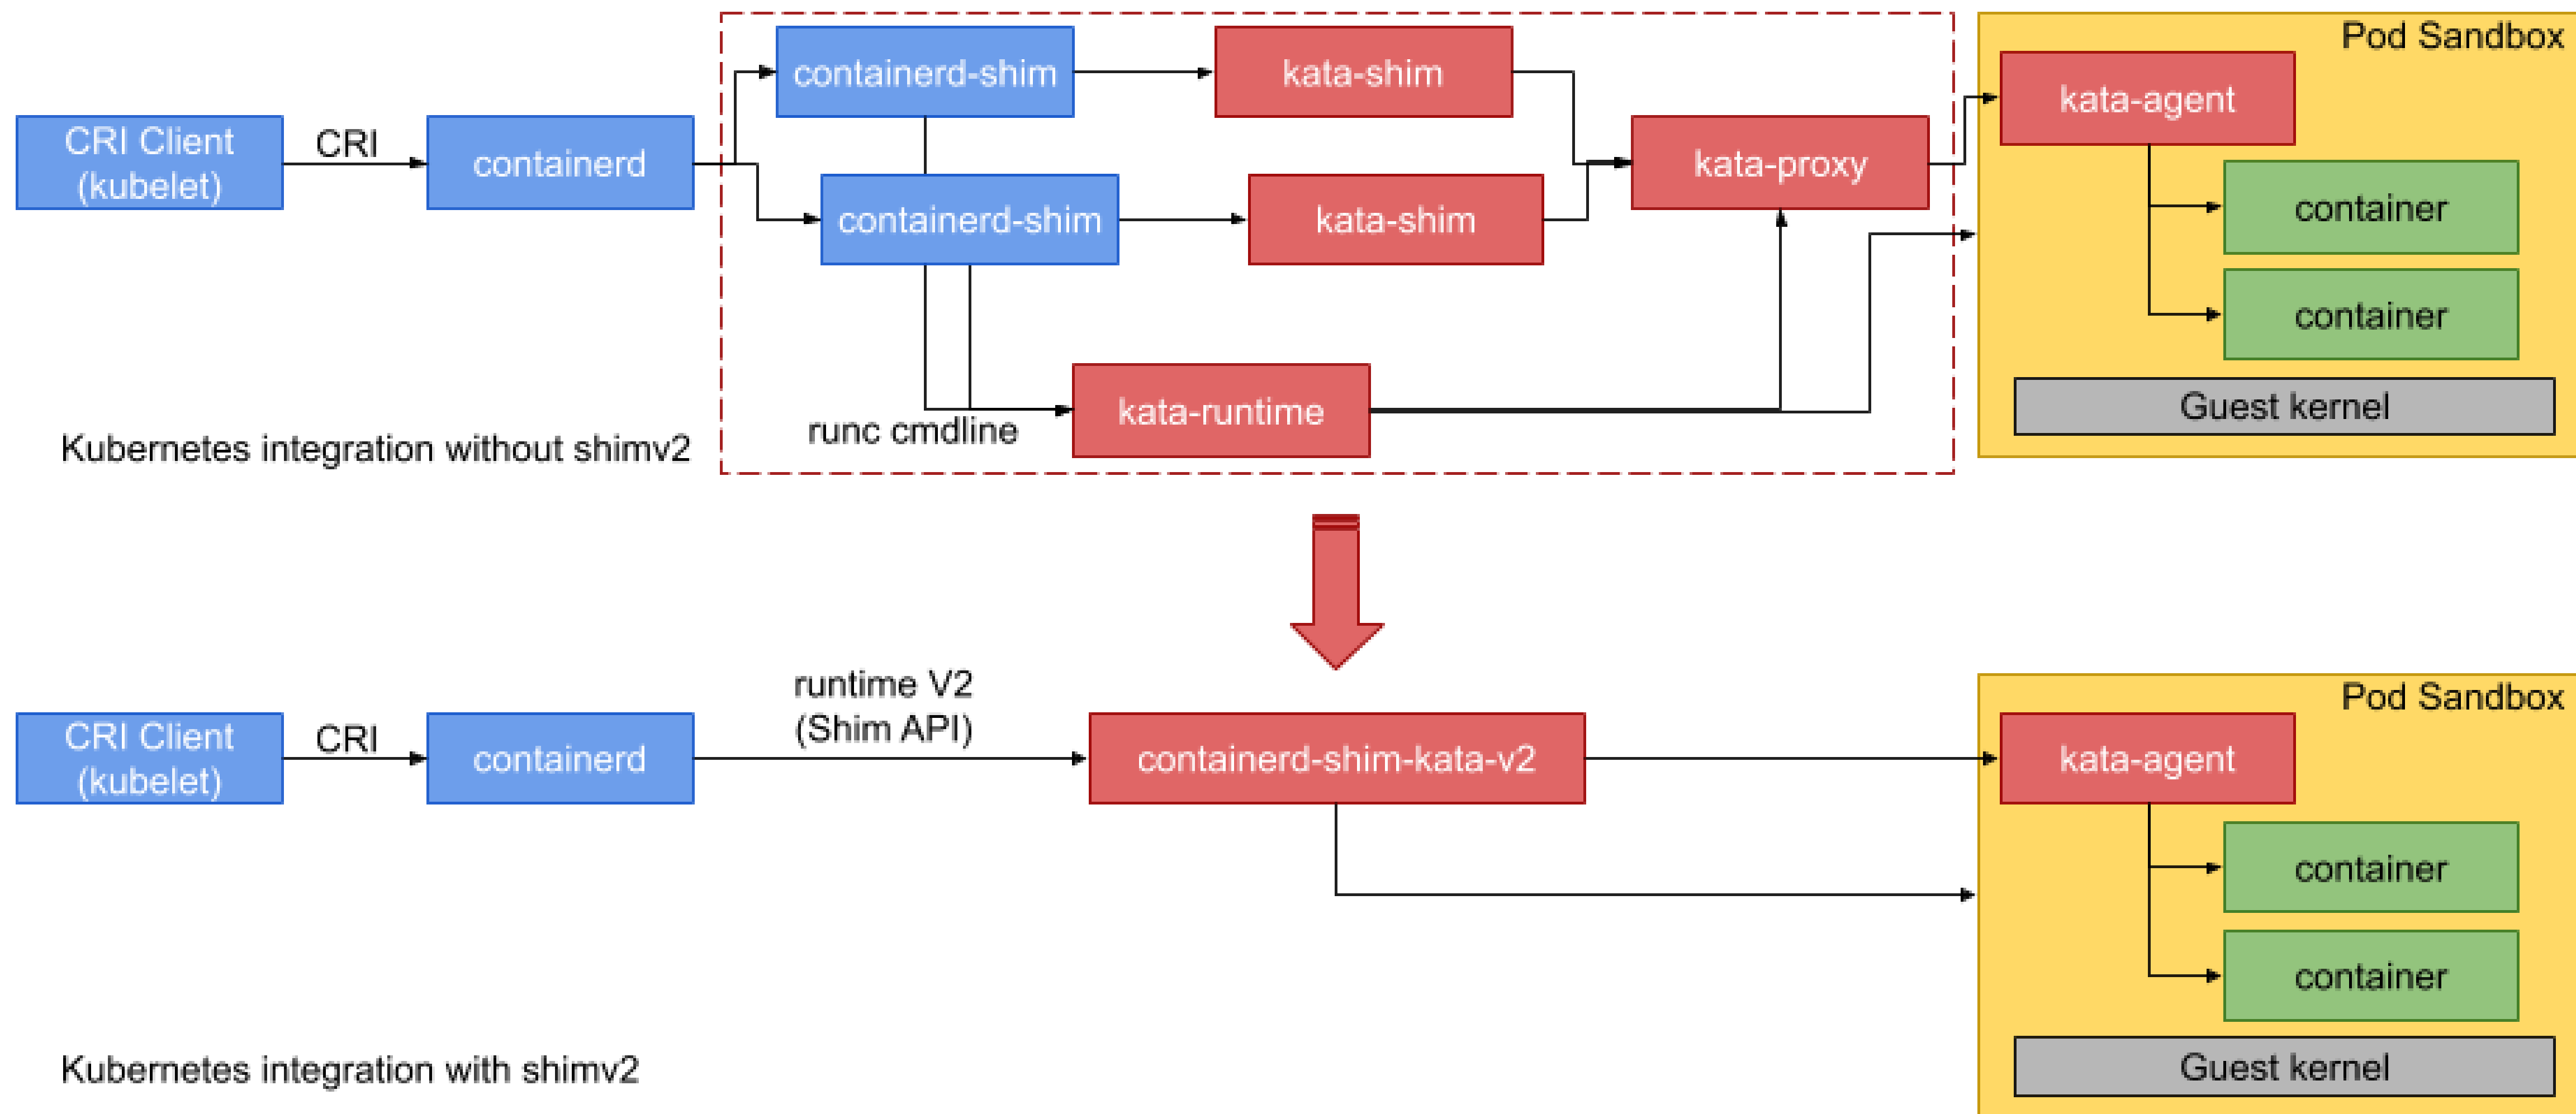 Pod Sandbox
containerd-shim
kata-shim
kata-agent
CRI Client
(kubelet)
CRI
containerd
kata-proxy
container
containerd-shim
kata-shim
container
kata-runtime
runc cmdline
Guest kernel
Kubernetes integration without shimv2
runtime V2
(Shim API)
Pod Sandbox
CRI Client
(kubelet)
CRI
containerd
containerd-shim-kata-v2
kata-agent
container
container
Guest kernel
Kubernetes integration with shimv2